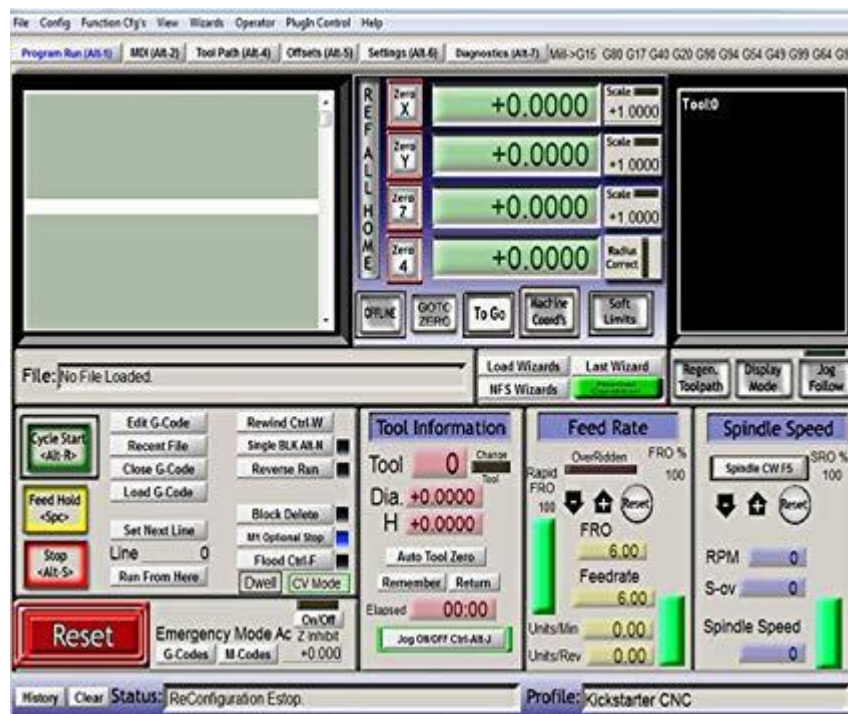 File Config Function Cfg's View Wizards Operator PlugIn Control Help
Program Run (Alt-1) MDI (Alt-2) Tool Path (Alt-4) Offsets (Alt-5) Settings (Alt-6) Diagnostics (Alt-7) Mill->G15 G80 G17 G40 G20 G90 G94 G54 G49 G99 G64
REF ALL HOME
Zero X +0.0000 Scale +1.0000
Zero Y +0.0000 Scale +1.0000
Zero Z +0.0000 Scale +1.0000
Zero 4 +0.0000 Radius Correct
OFFLINE GOTO ZERO To Go Machine Coord's Soft Limits
Tool:0
File: No File Loaded.
Load Wizards Last Wizard
NFS Wizards
Regen. Toolpath Display Mode Jog Follow
Cycle Start <Alt-R>
Feed Hold <Spc>
Stop <Alt-S>
Edit G-Code Rewind Ctrl-W
Recent File Single BLK Alt-N
Close G-Code Reverse Run
Load G-Code
Block Delete
Set Next Line M1 Optional Stop
Line 0 Flood Ctrl-F
Run From Here Dwell CV Mode
Reset
Emergency Mode Ac
G-Codes M-Codes
On/Off
Z Inhibit
+0.000
Tool Information
Tool 0 Change Tool
Dia. +0.0000
H +0.0000
Auto Tool Zero
Remember Return
Elapsed 00:00
Jog ON/OFF Ctrl-Alt-J
Feed Rate
OverRidden FRO %
100
Rapid FRO
100
Reset
FRO
6.00
Feedrate
6.00
Units/Min 0.00
Units/Rev 0.00
Spindle Speed
Spindle CW F5 SRO %
100
Reset
RPM 0
S-ov 0
Spindle Speed
0
History Clear Status: ReConfiguration Estop. Profile: Kickstarter CNC